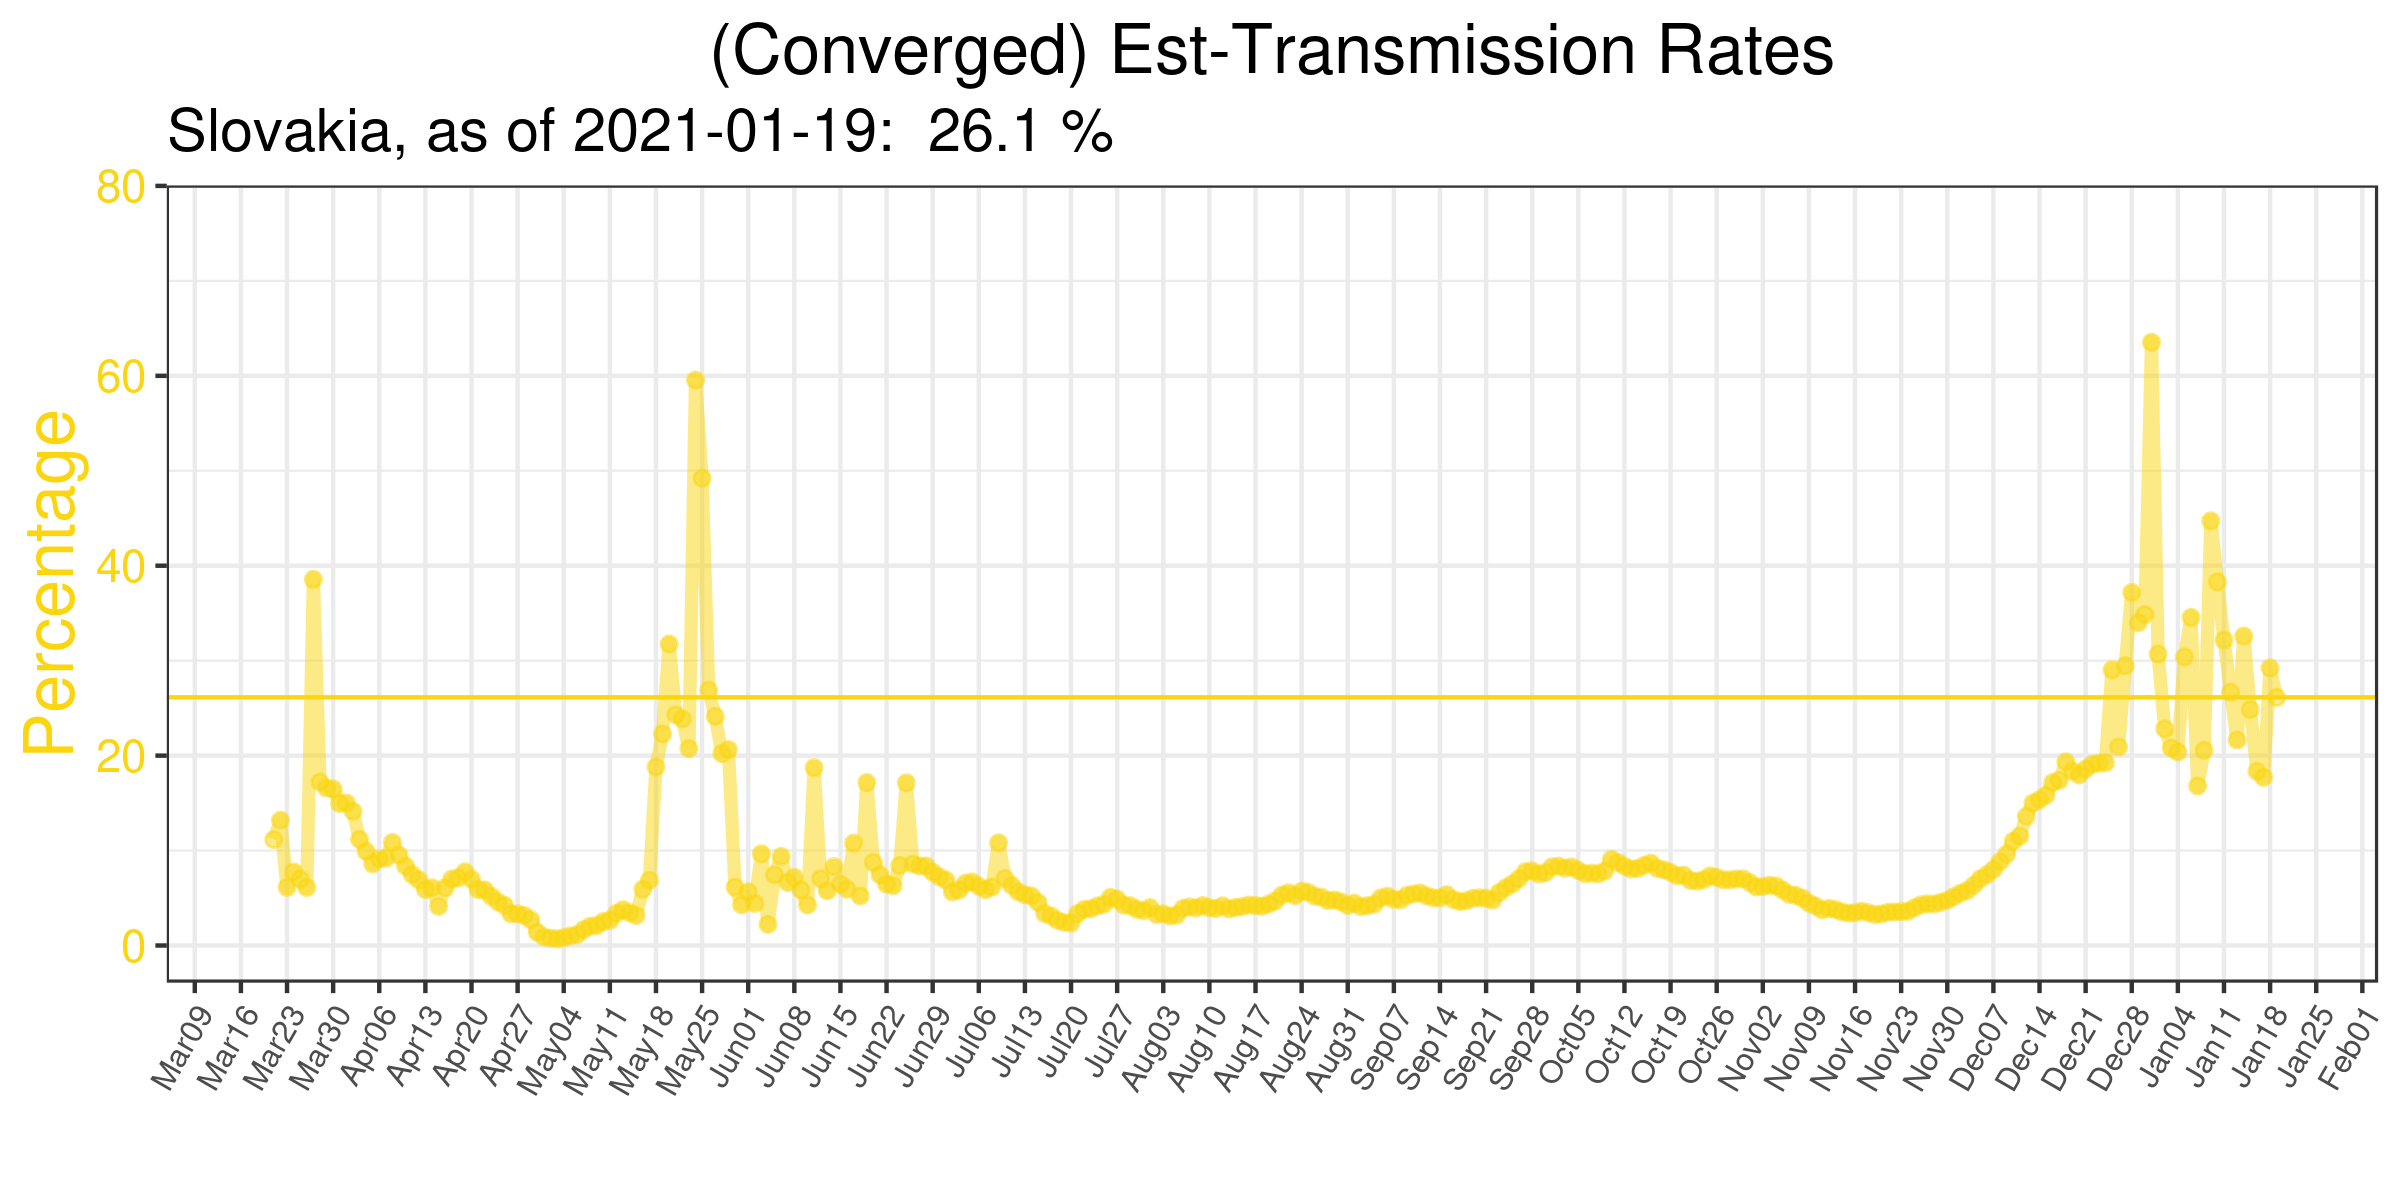 (Converged) Est-Transmission Rates
Slovakia, as of 2021-01-19:  26.1 %
Percentage
80
60
40
20
0
Mar09
Mar16
Mar23
Mar30
Apr06
Apr13
Apr20
Apr27
May04
May11
May18
May25
Jun01
Jun08
Jun15
Jun22
Jun29
Jul06
Jul13
Jul20
Jul27
Aug03
Aug10
Aug17
Aug24
Aug31
Sep07
Sep14
Sep21
Sep28
Oct05
Oct12
Oct19
Oct26
Nov02
Nov09
Nov16
Nov23
Nov30
Dec07
Dec14
Dec21
Dec28
Jan04
Jan11
Jan18
Jan25
Feb01